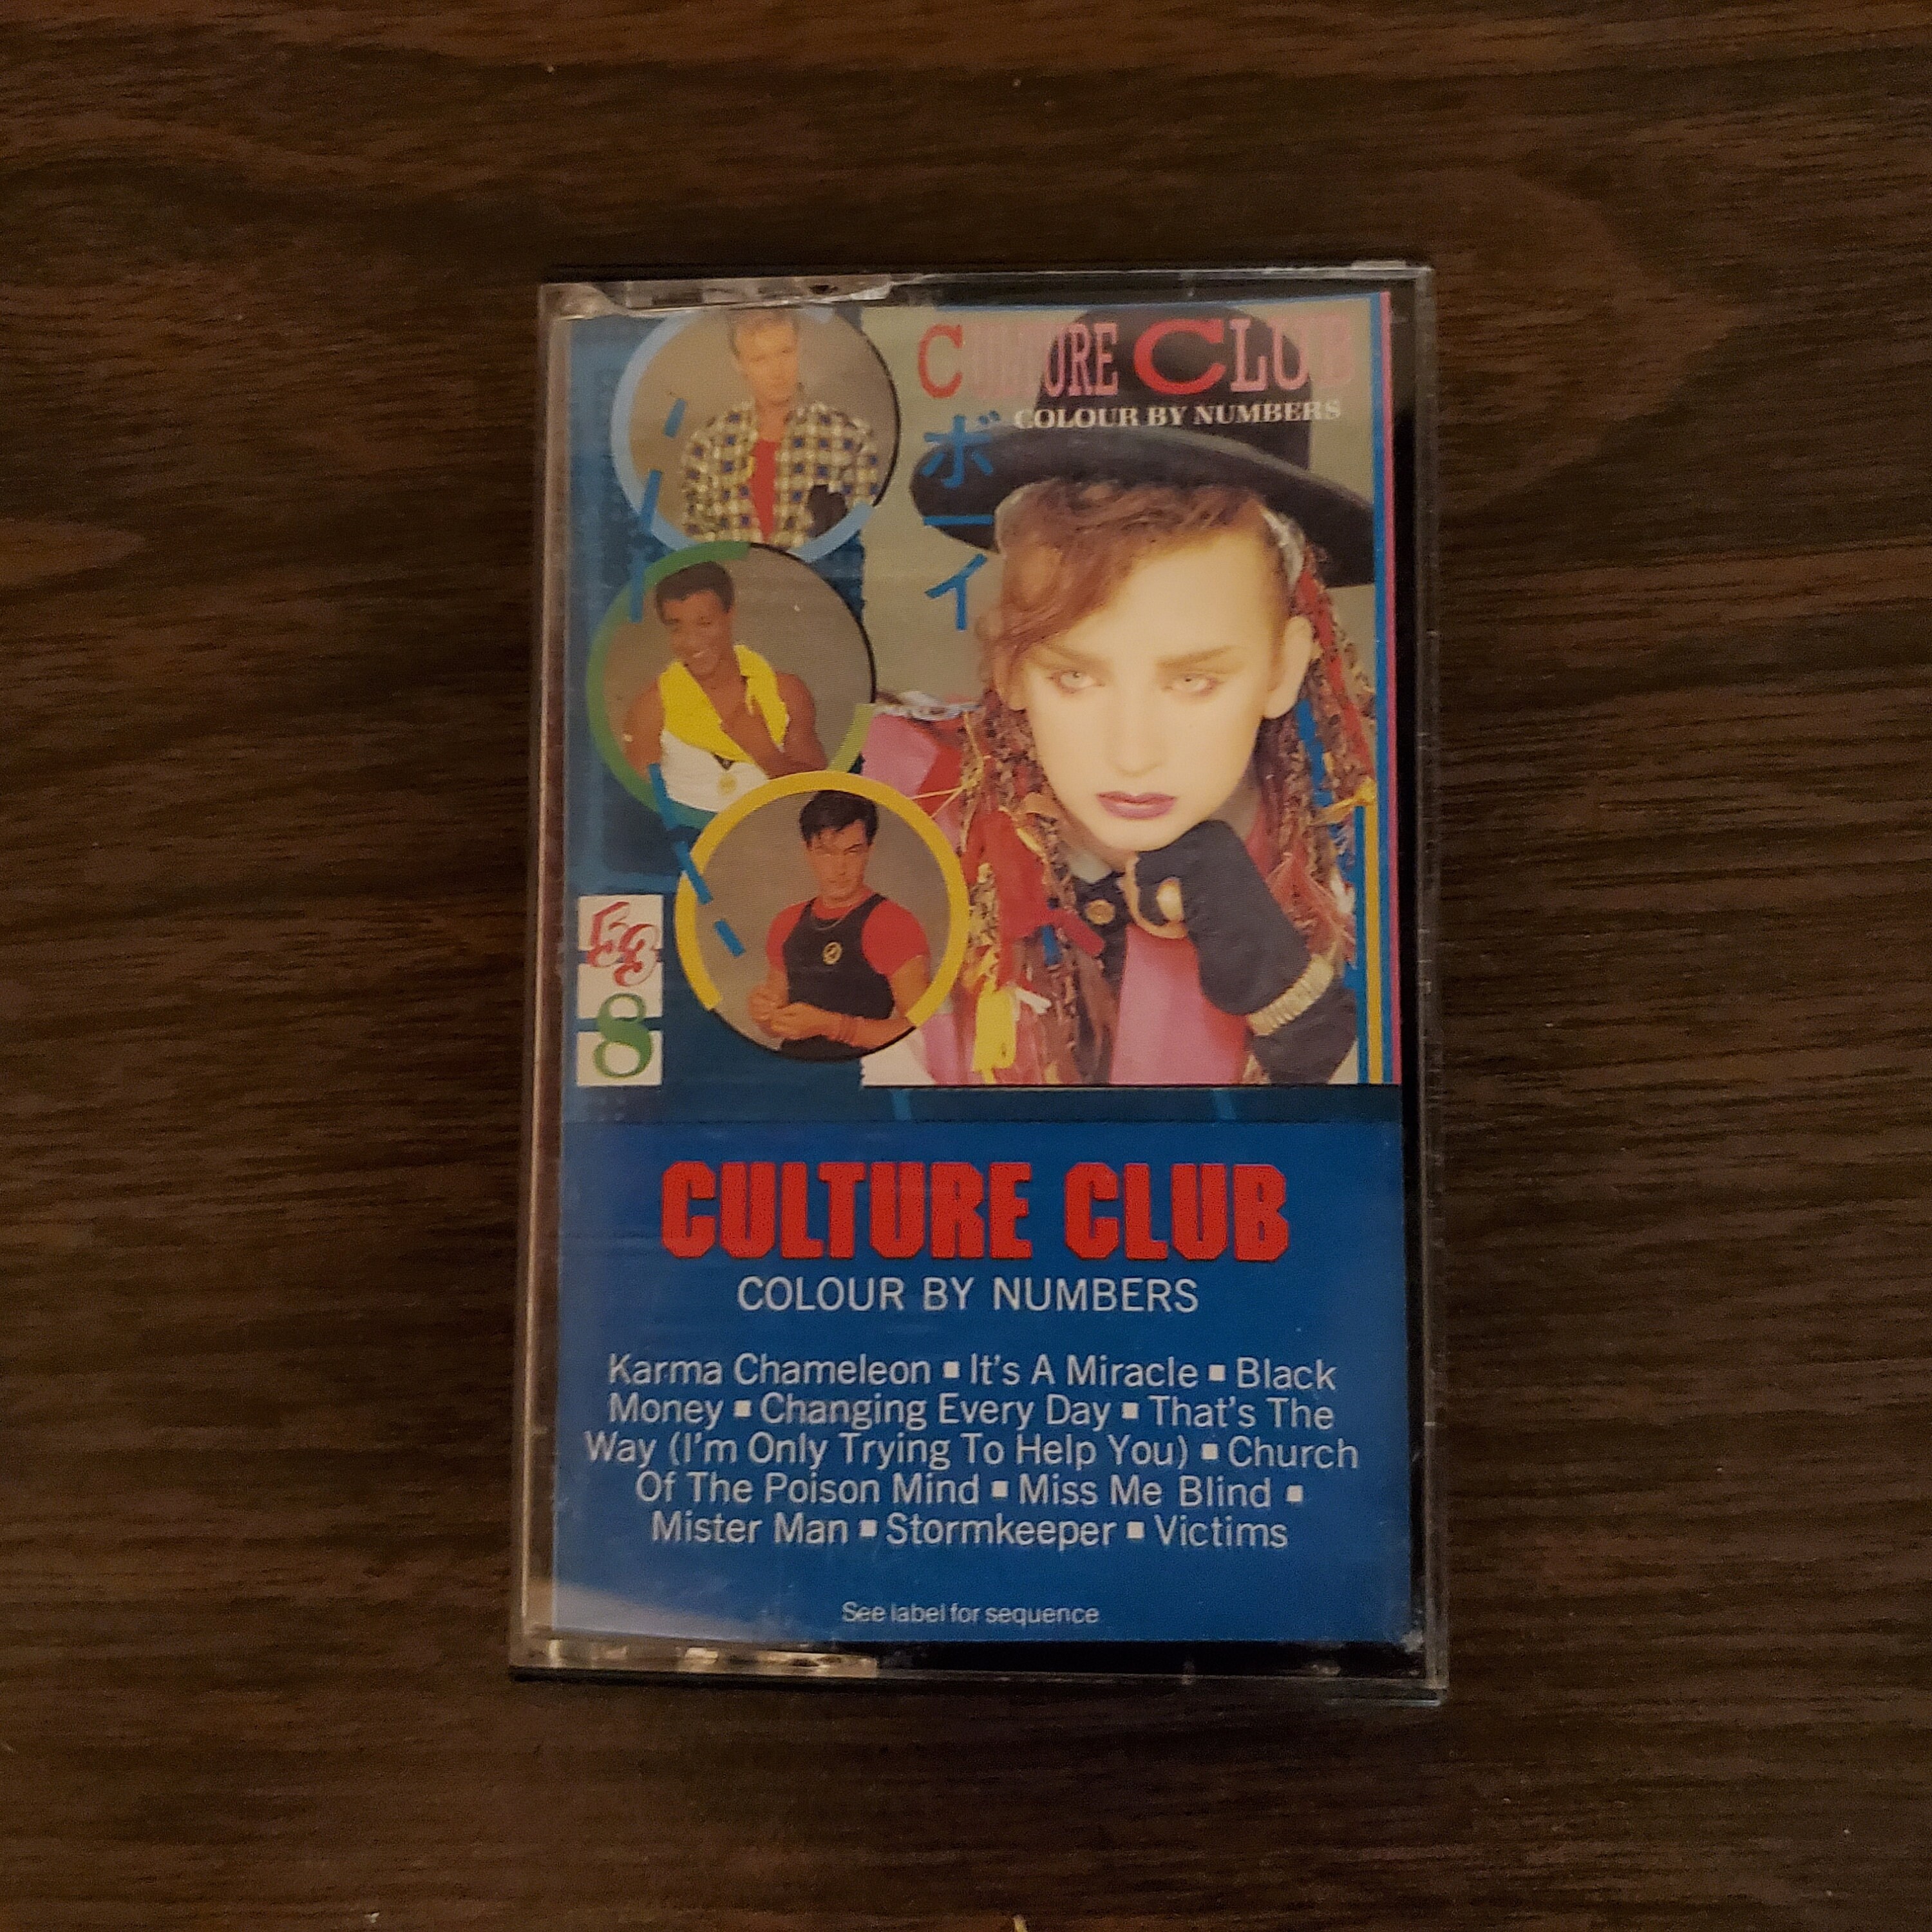 CULTURE CLUB
COLOUR BY NUMBERS
ボーイ
8
CULTURE CLUB
COLOUR BY NUMBERS
Karma Chameleon ■ It's A Miracle ■ Black
Money ■ Changing Every Day ■ That's The
Way (I'm Only Trying To Help You) ■ Church
Of The Poison Mind ■ Miss Me Blind ■
Mister Man ■ Stormkeeper ■ Victims
See label for sequence